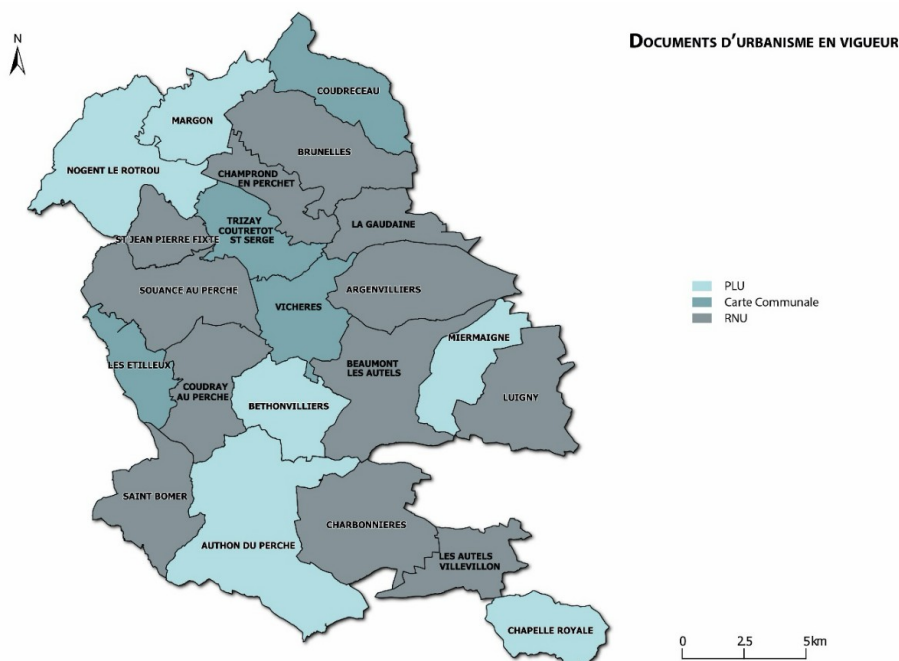 N
DOCUMENTS D'URBANISME EN VIGUEUR
COUDRECEAU
MARGON
BRUNELLES
NOGENT LE ROTROU
CHAMPROND
EN PERCHET
TRIZAY
COUTRETOT
ST SERGE
LA GAUDAINE
ST JEAN PIERRE FIXTE
SOUANCE AU PERCHE
ARGENVILLIERS
VICHERES
PLU
Carte Communale
RNU
MIERMAIGNE
LES ETILLEUX
BEAUMONT
LES AUTELS
COUDRAY
AU PERCHE
LUIGNY
BETHONVILLIERS
SAINT BOMER
CHARBONNIERES
AUTHON DU PERCHE
LES AUTELS
VILLEVILLON
CHAPELLE ROYALE
0 2.5 5km